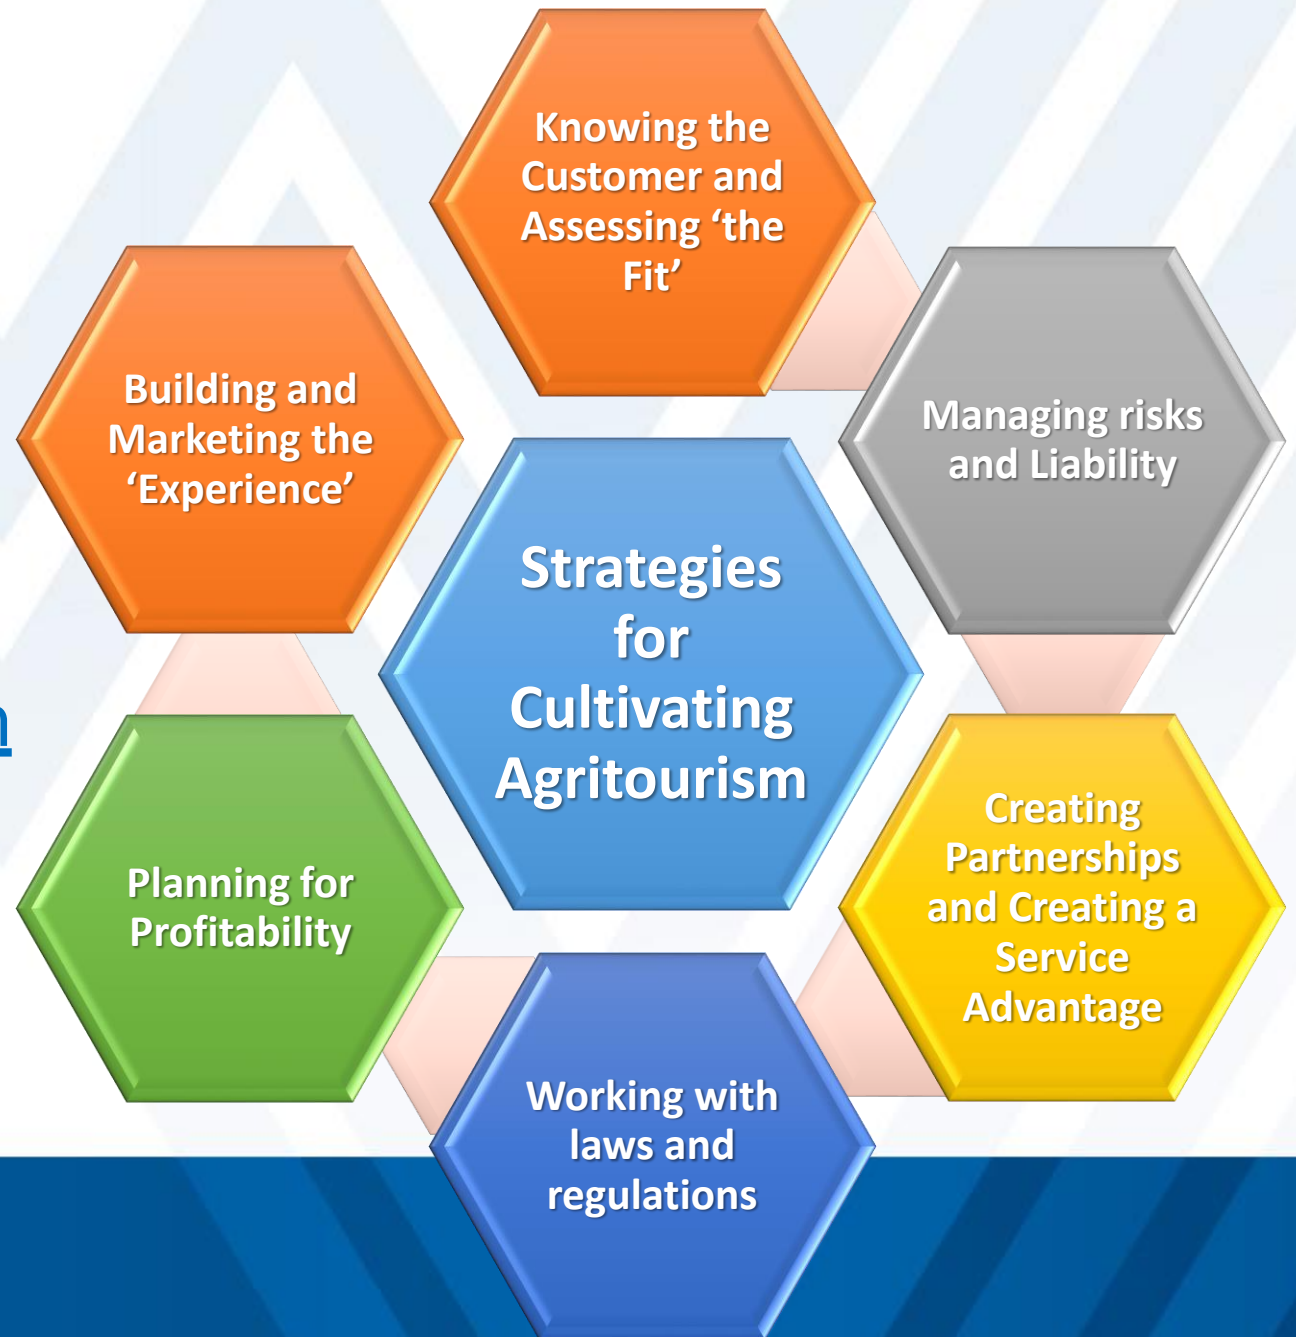 Knowing the
Customer and
Assessing ‘the
Fit’
Building and
Marketing the
‘Experience’
Managing risks
and Liability
Strategies
for
Cultivating
Agritourism
Planning for
Profitability
Creating
Partnerships
and Creating a
Service
Advantage
Working with
laws and
regulations